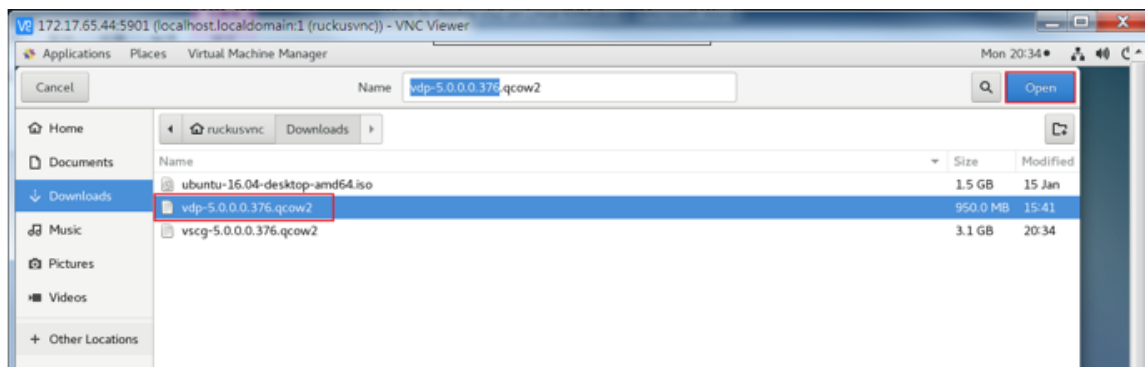 172.17.65.44:5901 (localhost.localdomain:1 (ruckusvnc)) - VNC Viewer
Applications Places Virtual Machine Manager Mon 20:34
Cancel Name vdp-5.0.0.0.376.qcow2 Open
Home ruckusvnc Downloads
Documents Name Size Modified
ubuntu-16.04-desktop-amd64.iso 1.5 GB 15 Jan
Downloads vdp-5.0.0.0.376.qcow2 950.0 MB 15:41
Music vscg-5.0.0.0.376.qcow2 3.1 GB 20:34
Pictures
Videos
+ Other Locations